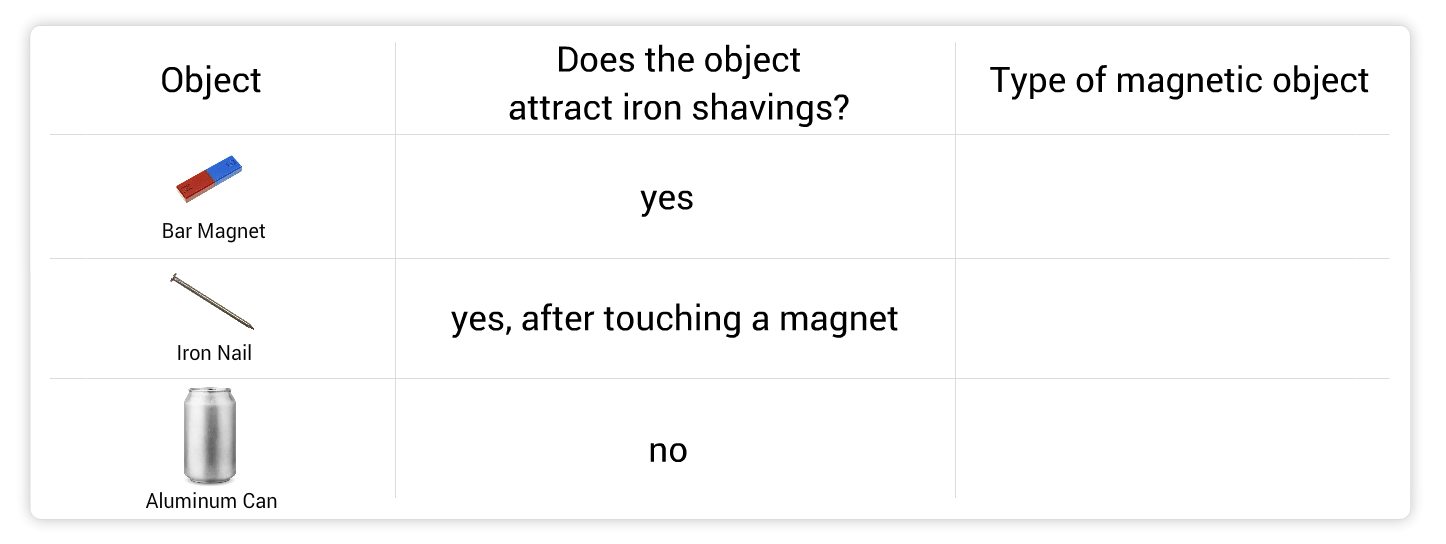 Object
Does the object
attract iron shavings?
Type of magnetic object
Bar Magnet
yes
Iron Nail
yes, after touching a magnet
Aluminum Can
no